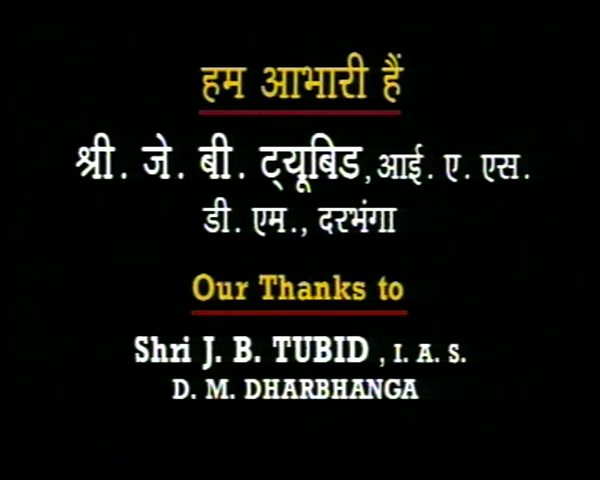 हम आभारी हैं
श्री. जे. बी. ट्यूबिड, आई. ए. एस.
डी. एम., दरभंगा
Our Thanks to
Shri J. B. TUBID , I. A. S.
D. M. DHARBHANGA